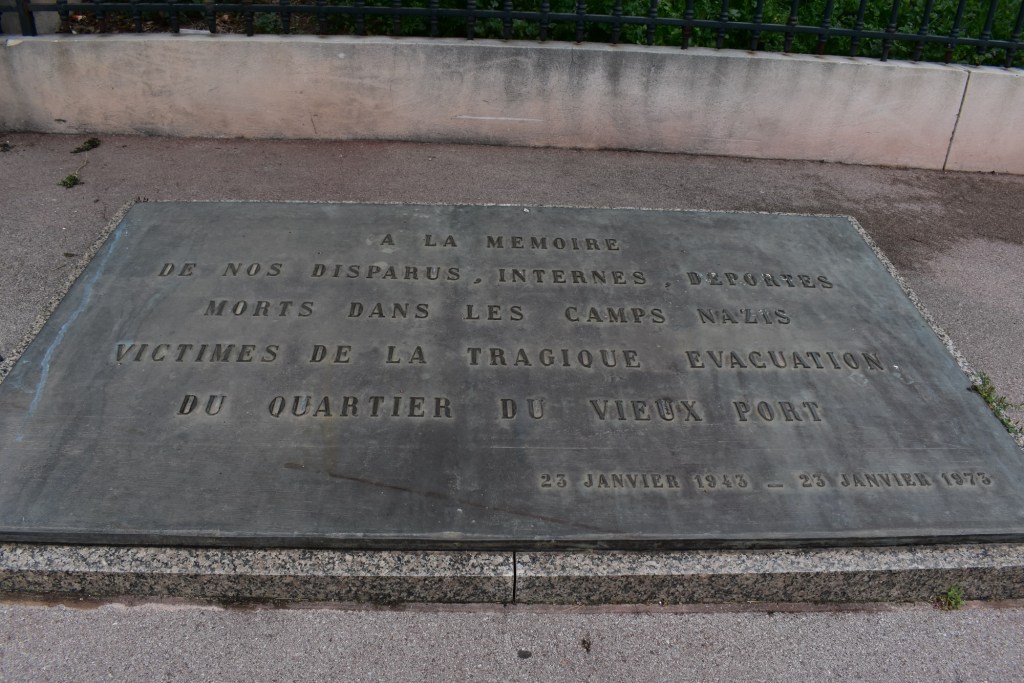 A LA MEMOIRE
DE NOS DISPARUS, INTERNES, DEPORTES
MORTS DANS LES CAMPS NAZIS
VICTIMES DE LA TRAGIQUE EVACUATION
DU QUARTIER DU VIEUX PORT
23 JANVIER 1943 - 23 JANVIER 1973